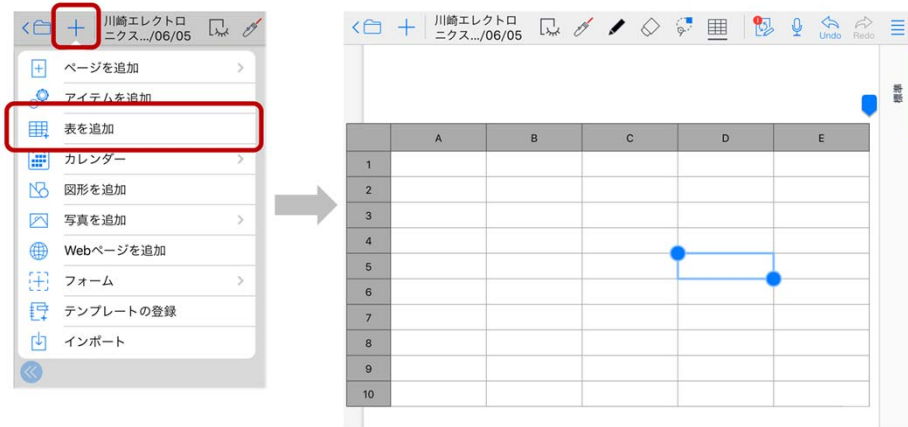 川崎エレクトロ
ニクス.../06/05
ページを追加
アイテムを追加
表を追加
カレンダー
図形を追加
写真を追加
Webページを追加
フォーム
テンプレートの登録
インポート
川崎エレクトロ
ニクス.../06/05
Undo
Redo
標準
A B C D E
1
2
3
4
5
6
7
8
9
10